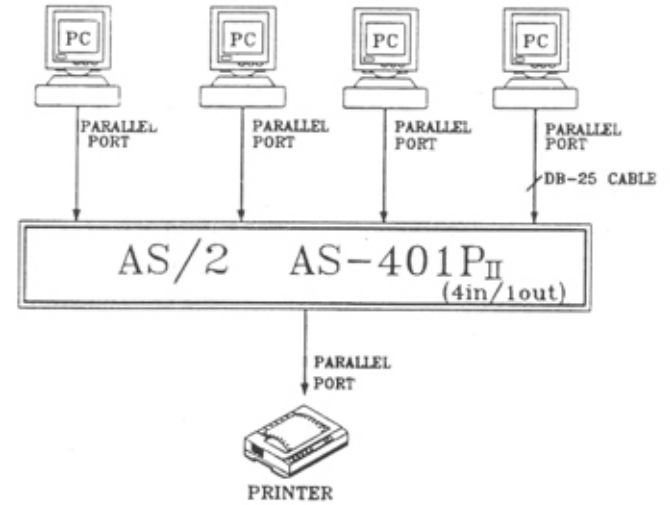 PC PC PC PC
PARALLEL PORT
PARALLEL PORT
PARALLEL PORT
PARALLEL PORT
DB-25 CABLE
AS/2 AS-401PII
(4in/1out)
PARALLEL
PORT
PRINTER